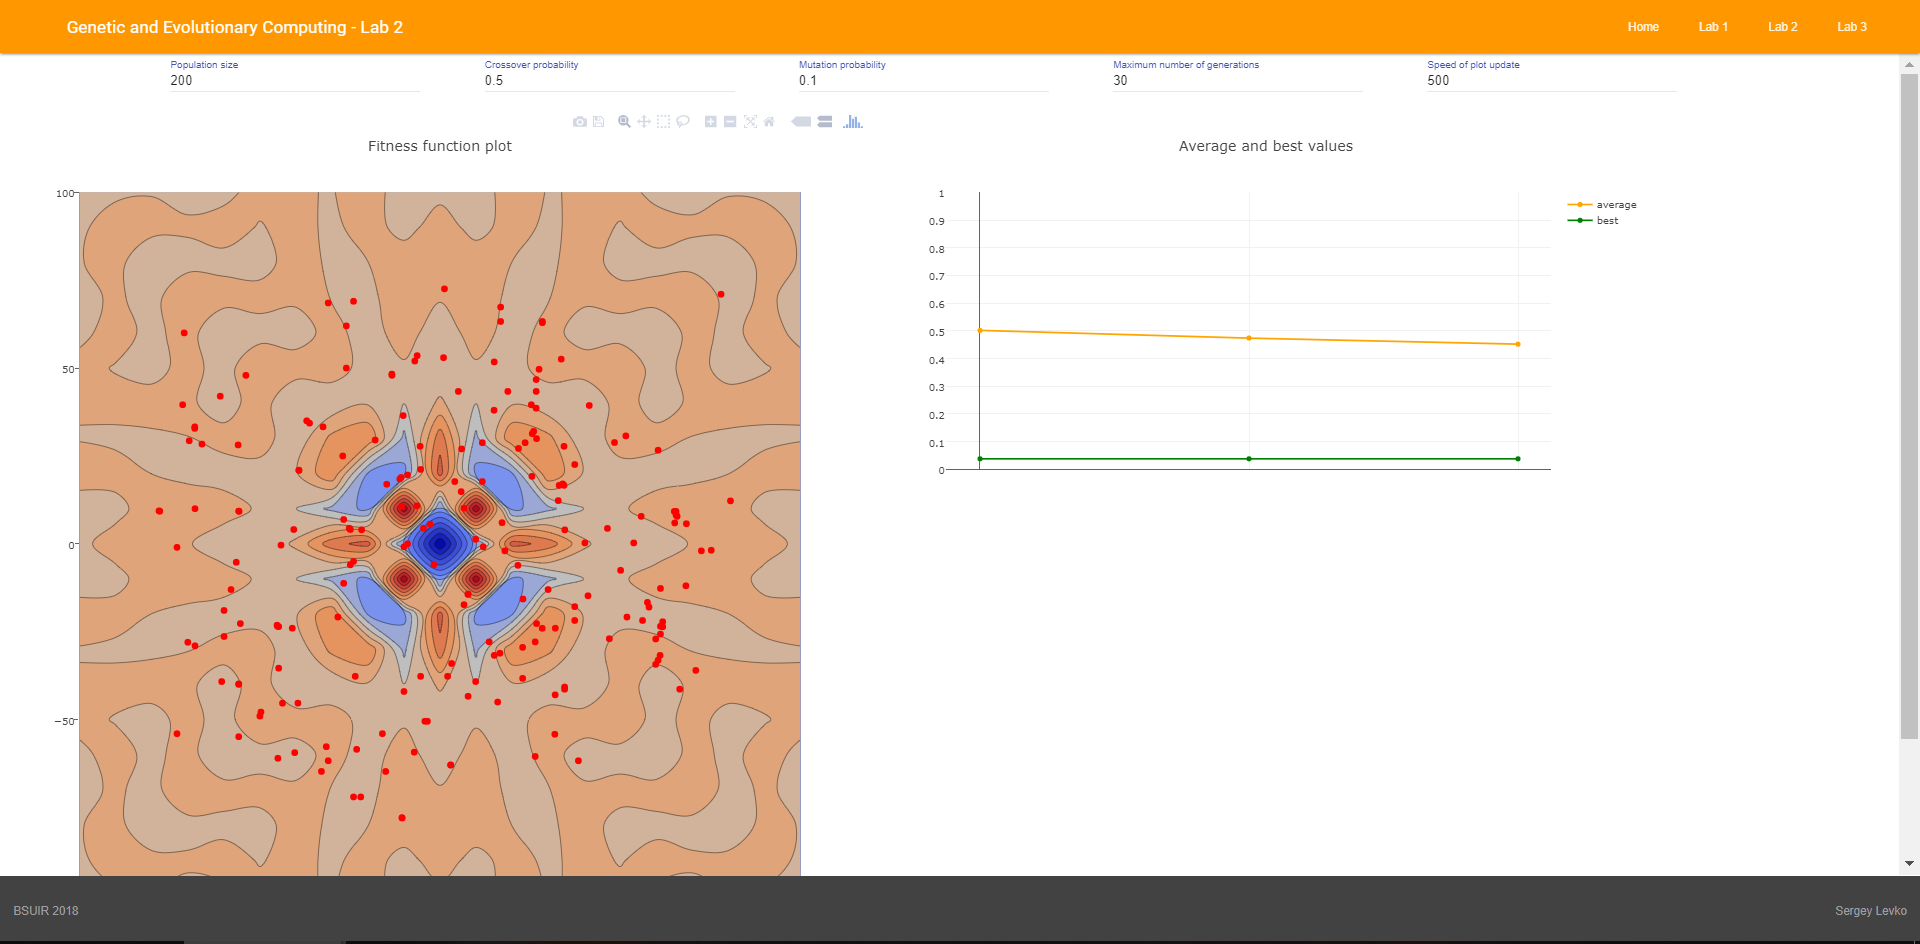 Genetic and Evolutionary Computing - Lab 2
Home Lab 1 Lab 2 Lab 3
Population size
200
Crossover probability
0.5
Mutation probability
0.1
Maximum number of generations
30
Speed of plot update
500
Fitness function plot
100
50
0
−50
Average and best values
1
0.9
0.8
0.7
0.6
0.5
0.4
0.3
0.2
0.1
0
average
best
BSUIR 2018
Sergey Levko